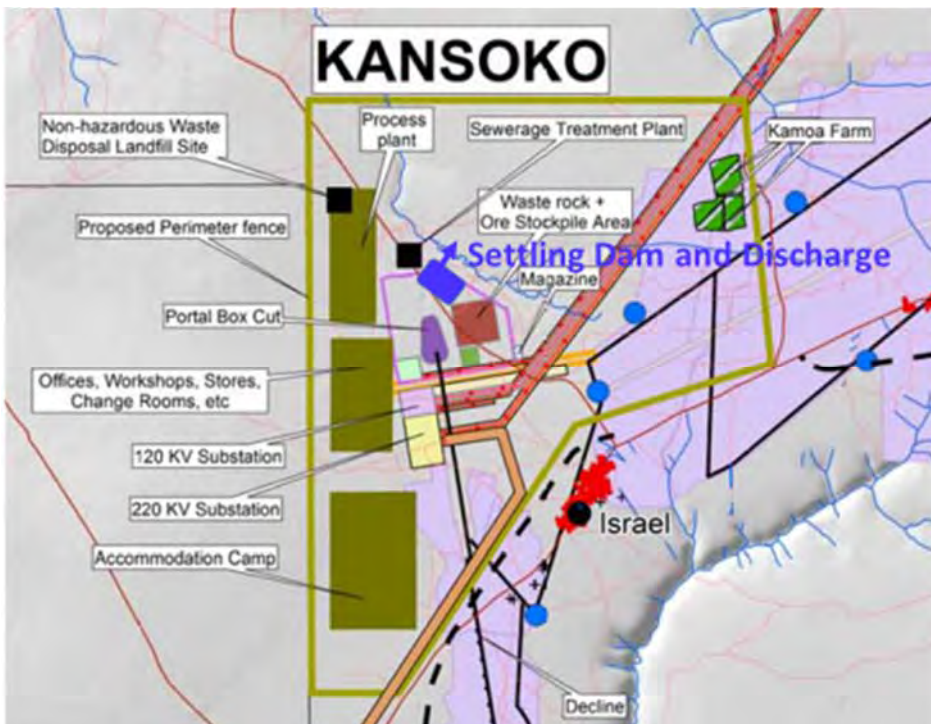 KANSOKO
Non-hazardous Waste
Disposal Landfill Site
Process
plant
Sewerage Treatment Plant
Kamoa Farm
Waste rock +
Ore Stockpile Area
Proposed Perimeter fence
Settling Dam and Discharge
Magazine
Portal Box Cut
Offices, Workshops, Stores,
Change Rooms, etc
120 KV Substation
220 KV Substation
Israel
Accommodation Camp
Decline